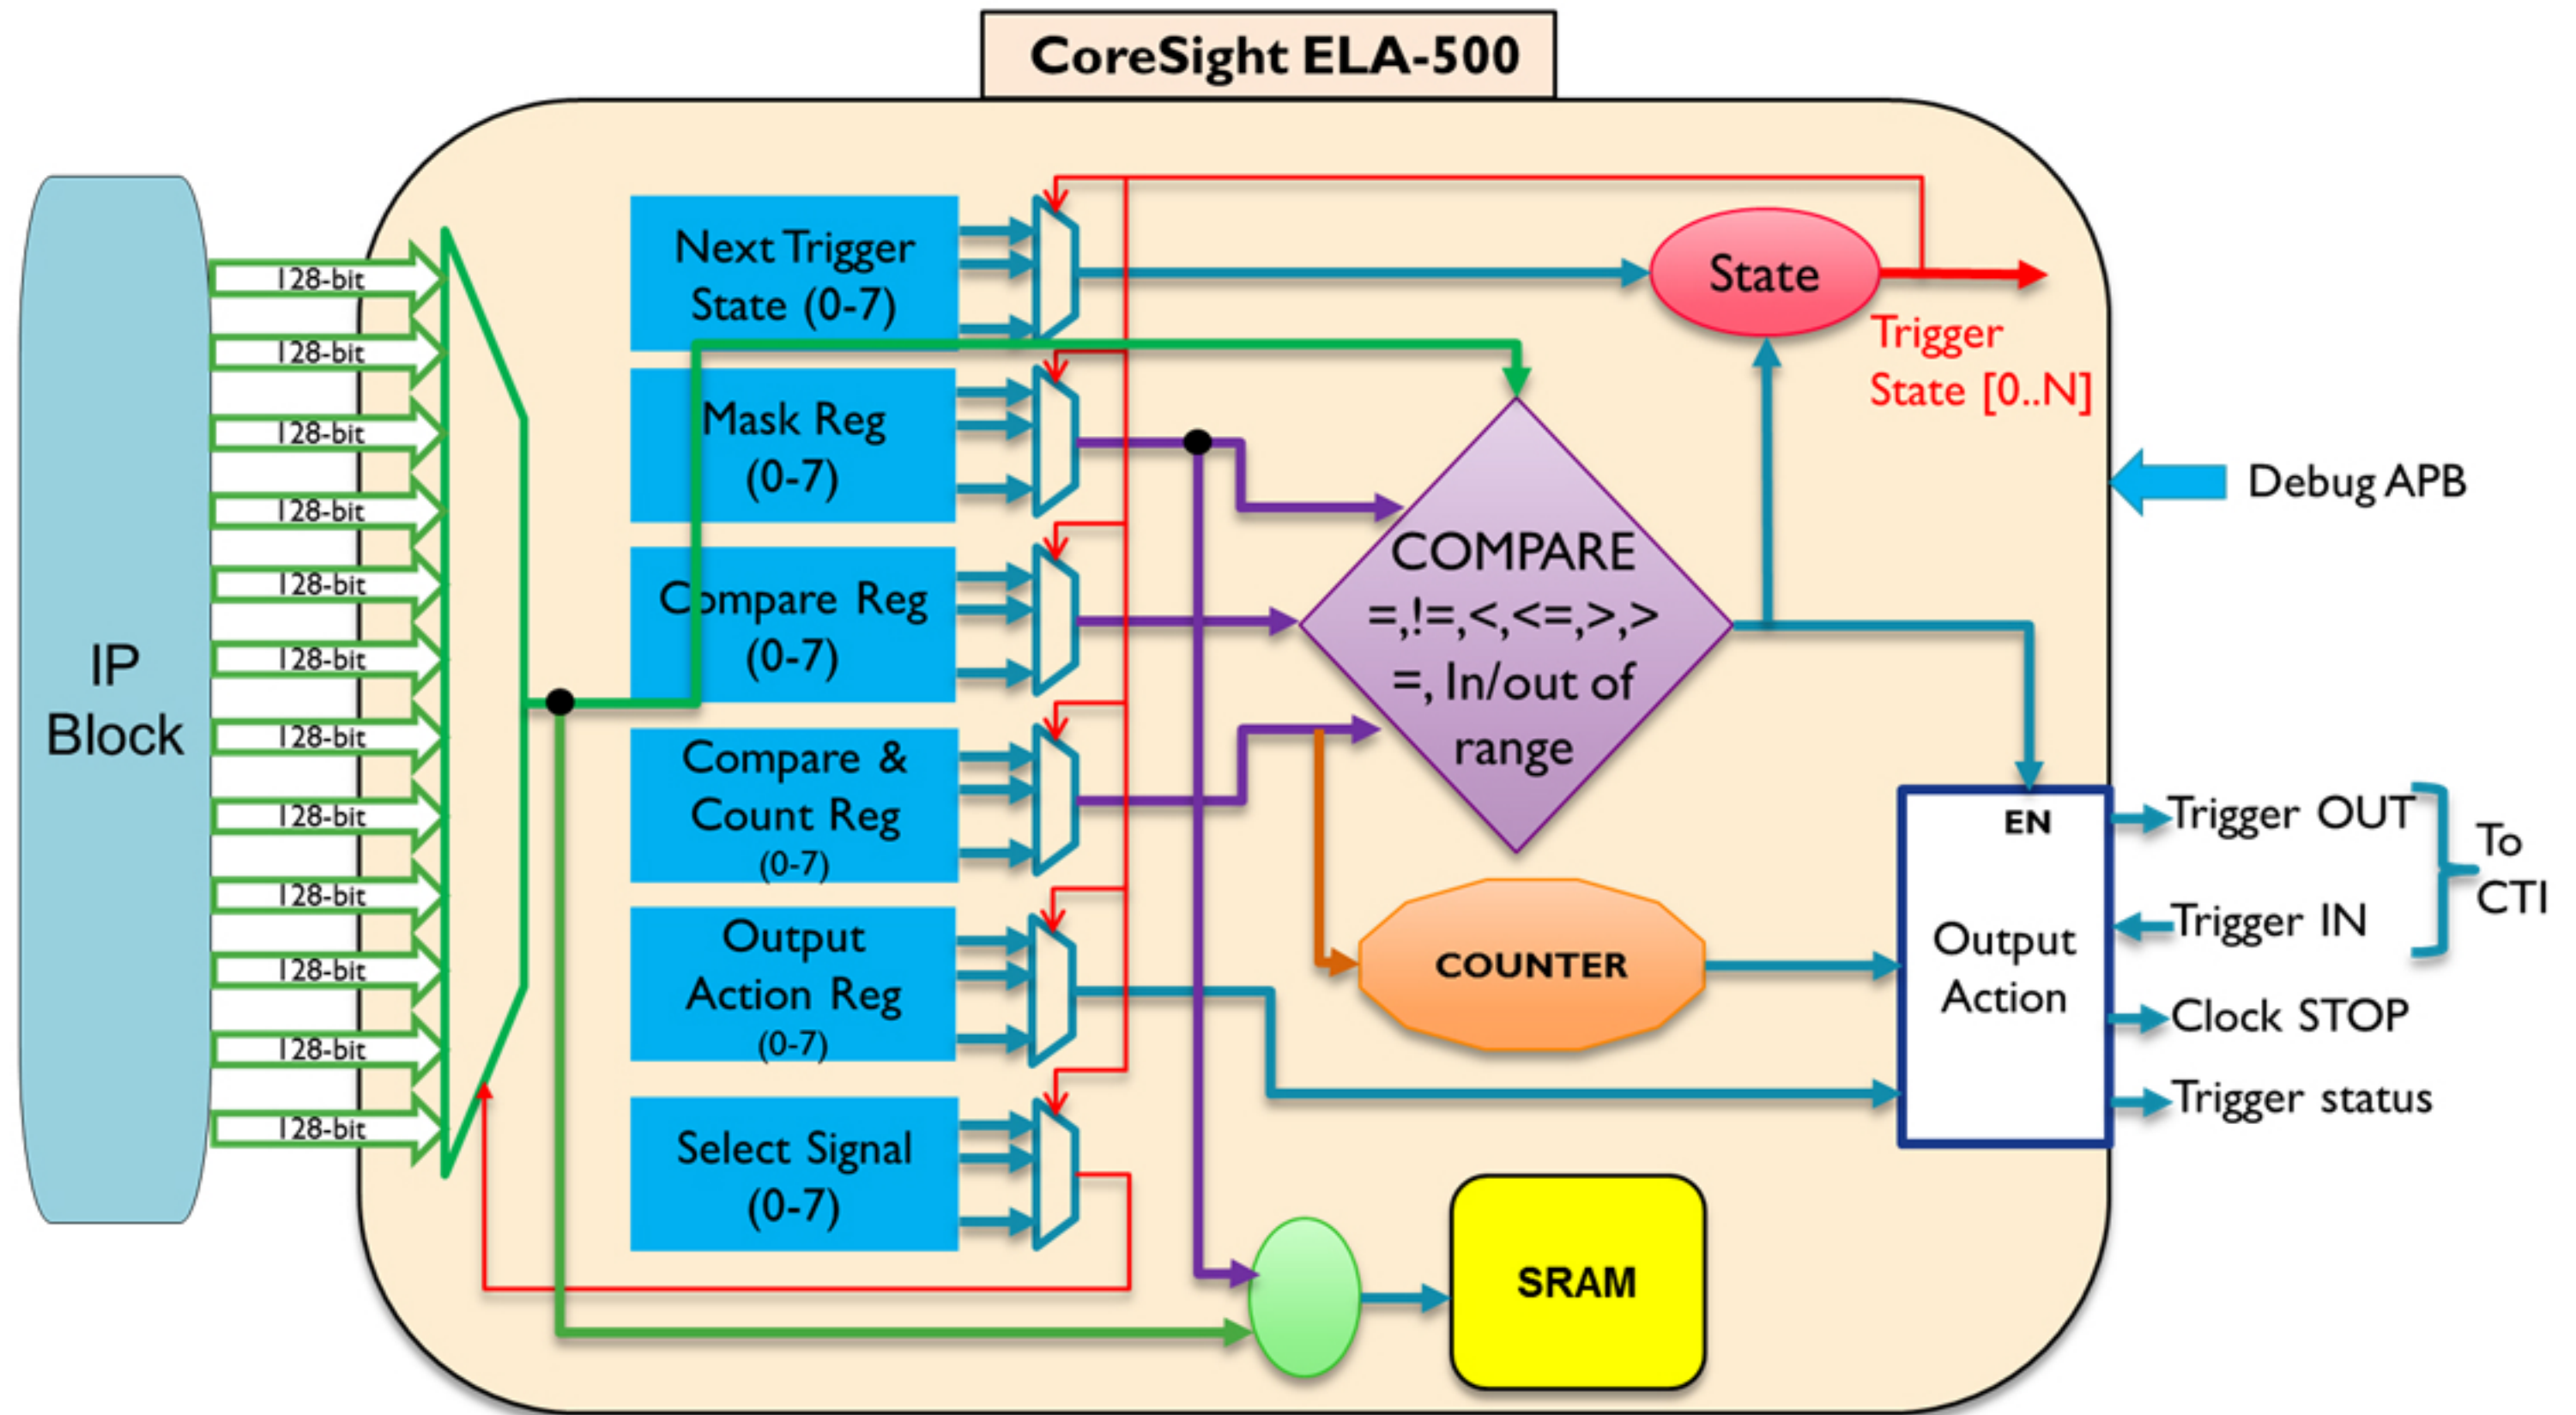 CoreSight ELA-500
IP
Block
128-bit
128-bit
128-bit
128-bit
128-bit
128-bit
128-bit
128-bit
128-bit
128-bit
128-bit
128-bit
Next Trigger
State (0-7)
Mask Reg
(0-7)
Compare Reg
(0-7)
Compare &
Count Reg
(0-7)
Output
Action Reg
(0-7)
Select Signal
(0-7)
State
Trigger
State [0..N]
COMPARE
=,!=,<,<=,>,>
=, In/out of
range
COUNTER
SRAM
EN
Output
Action
Debug APB
Trigger OUT
Trigger IN
To
CTI
Clock STOP
Trigger status